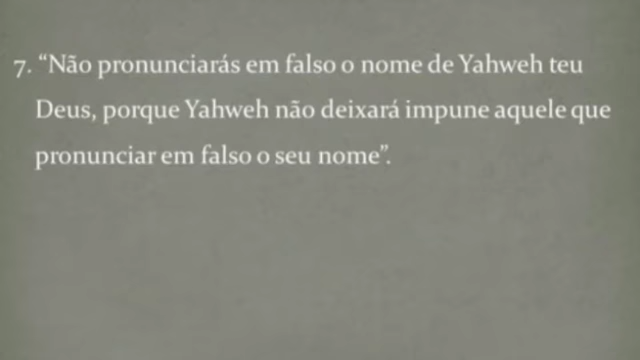 7. “Não pronunciarás em falso o nome de Yahweh teu
Deus, porque Yahweh não deixará impune aquele que
pronunciar em falso o seu nome”.